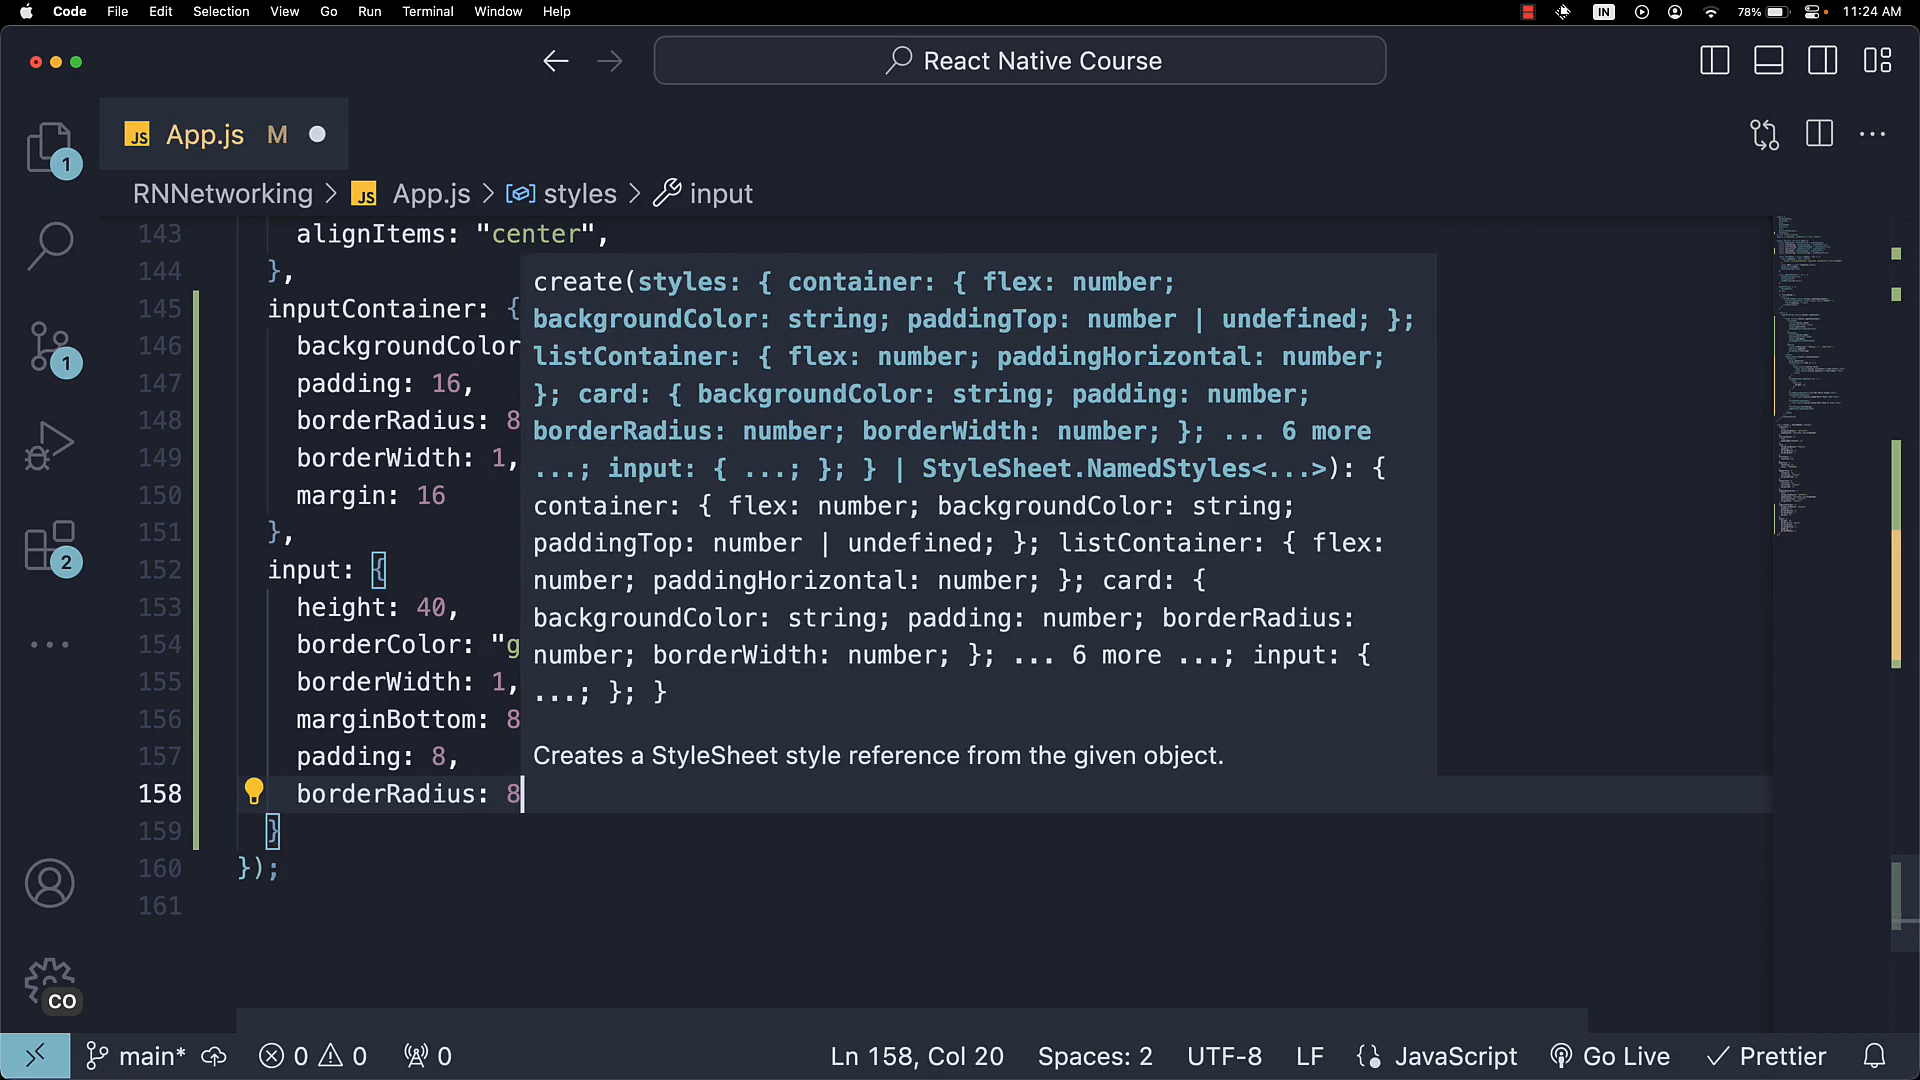 Code File Edit Selection View Go Run Terminal Window Help IN 78% 11:24 AM
React Native Course
JS App.js M
RNNetworking > JS App.js > styles > input
143 alignItems: "center",
144 },
145 inputContainer: {
146 backgroundColor
147 padding: 16,
148 borderRadius: 8
149 borderWidth: 1,
150 margin: 16
151 },
152 input: {
153 height: 40,
154 borderColor: "g
155 borderWidth: 1,
156 marginBottom: 8
157 padding: 8,
158 borderRadius: 8
159 }
160 });
161
create(styles: { container: { flex: number;
backgroundColor: string; paddingTop: number | undefined; };
listContainer: { flex: number; paddingHorizontal: number;
}; card: { backgroundColor: string; padding: number;
borderRadius: number; borderWidth: number; }; ... 6 more
...; input: { ...; }; } | StyleSheet.NamedStyles<...>): {
container: { flex: number; backgroundColor: string;
paddingTop: number | undefined; }; listContainer: { flex:
number; paddingHorizontal: number; }; card: {
backgroundColor: string; padding: number; borderRadius:
number; borderWidth: number; }; ... 6 more ...; input: {
...; }; }
Creates a StyleSheet style reference from the given object.
1
1
2
CO
main* 0 0 0 Ln 158, Col 20 Spaces: 2 UTF-8 LF JavaScript Go Live Prettier